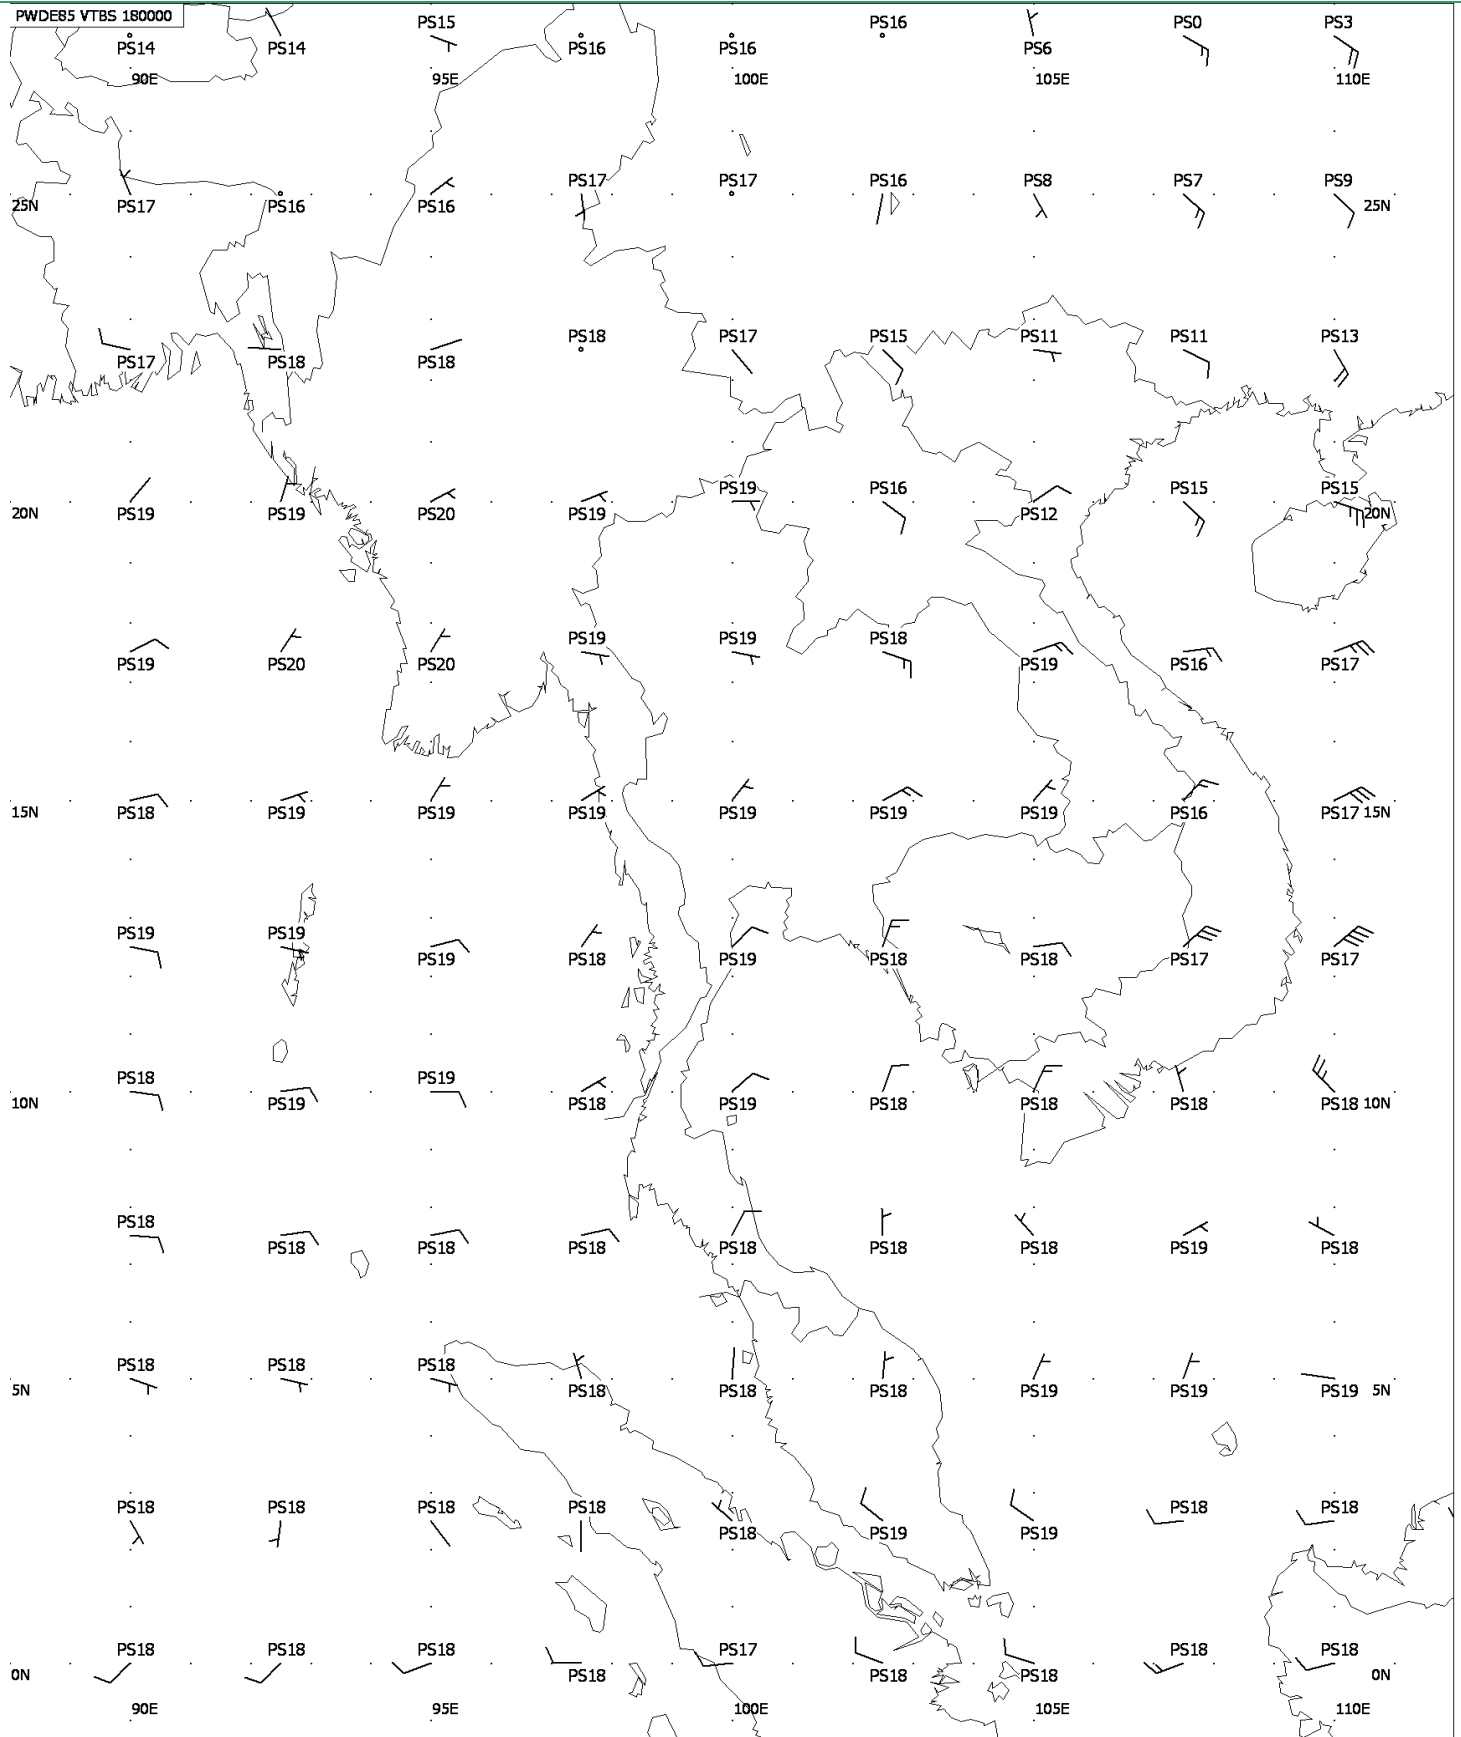 PWDE85 VTBS 180000
PS15 PS16 PS0 PS3
PS14 PS14 PS16 PS16 PS6
90E 95E 100E 105E 110E
PS17 PS17 PS16 PS8 PS7 PS9
25N PS17 PS16 PS16 25N
PS18 PS17 PS15 PS11 PS11 PS13
PS17 PS18 PS18
PS19 PS16 PS15 PS15
20N PS19 PS19 PS20 PS19 PS12 20N
PS19 PS19 PS18
PS19 PS20 PS20 PS19 PS16 PS17
15N PS18 PS19 PS19 PS19 PS19 PS19 PS19 PS16 PS17 15N
PS19 PS19
PS19 PS18 PS19 PS18 PS18 PS17 PS17
PS18 PS19
10N PS19 PS18 PS19 PS18 PS18 PS18 PS18 10N
PS18
PS18 PS18 PS18 PS18 PS18 PS18 PS19 PS18
PS18 PS18 PS18
5N PS18 PS18 PS18 PS19 PS19 PS19 5N
PS18 PS18 PS18 PS18 PS18 PS18
PS18 PS19 PS19
PS18 PS18 PS18 PS17 PS18 PS18
0N PS18 PS18 PS18 0N
90E 95E 100E 105E 110E